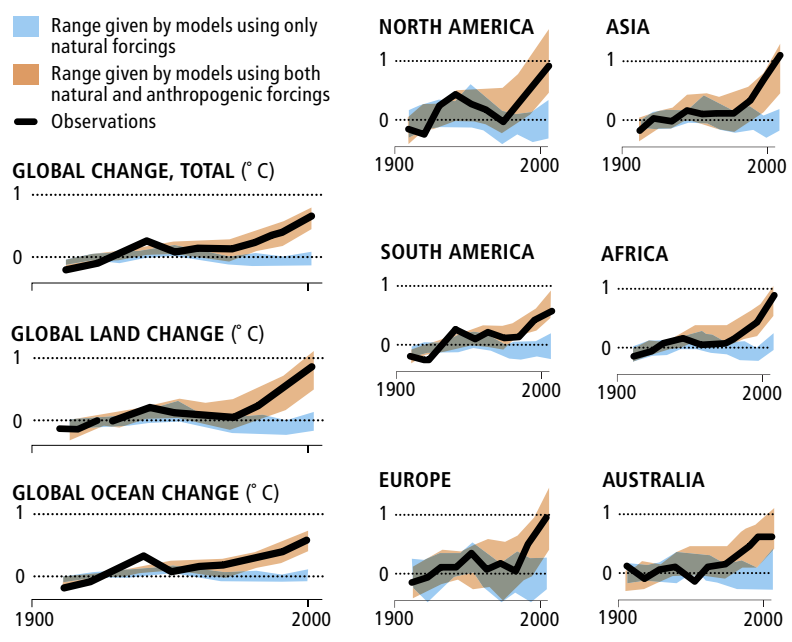 Range given by models using only
natural forcings
Range given by models using both
natural and anthropogenic forcings
Observations
GLOBAL CHANGE, TOTAL (˚ C)
1
0
GLOBAL LAND CHANGE (˚ C)
1
0
GLOBAL OCEAN CHANGE (˚ C)
1
0
1900
2000
NORTH AMERICA
1
0
1900
2000
ASIA
1
0
1900
2000
SOUTH AMERICA
1
0
1900
2000
AFRICA
1
0
1900
2000
EUROPE
1
0
1900
2000
AUSTRALIA
1
0
1900
2000